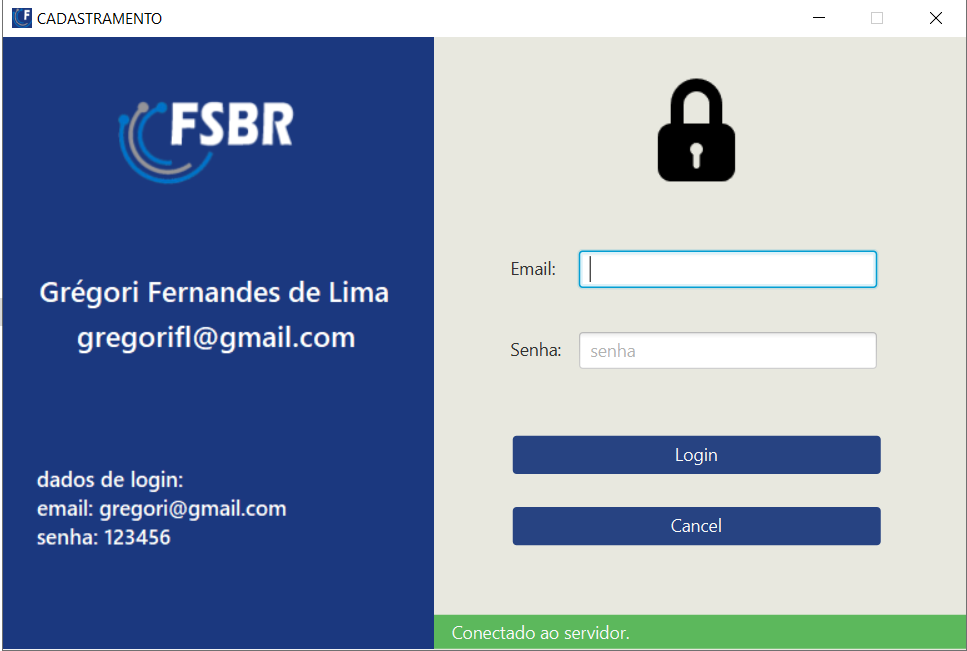 CADASTRAMENTO
FSBR
Grégori Fernandes de Lima
gregorifl@gmail.com
dados de login:
email: gregori@gmail.com
senha: 123456
Email:
Senha: senha
Login
Cancel
Conectado ao servidor.